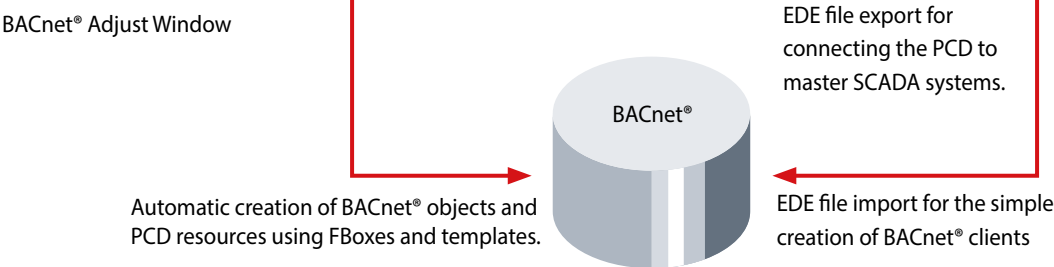 BACnet® Adjust Window
EDE file export for
connecting the PCD to
master SCADA systems.
BACnet®
Automatic creation of BACnet® objects and
PCD resources using FBoxes and templates.
EDE file import for the simple
creation of BACnet® clients